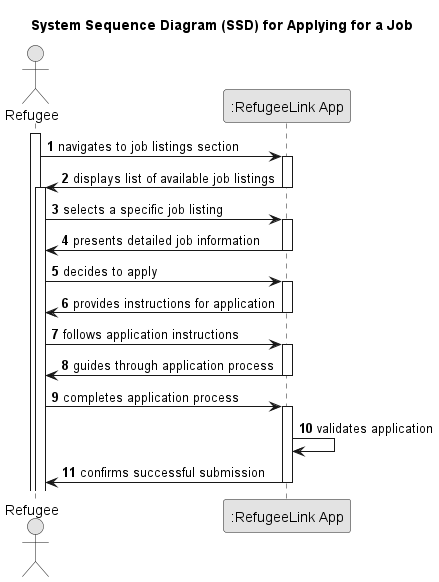 System Sequence Diagram (SSD) for Applying for a Job
Refugee
:RefugeeLink App
1 navigates to job listings section
2 displays list of available job listings
3 selects a specific job listing
4 presents detailed job information
5 decides to apply
6 provides instructions for application
7 follows application instructions
8 guides through application process
9 completes application process
10 validates application
11 confirms successful submission
Refugee
:RefugeeLink App